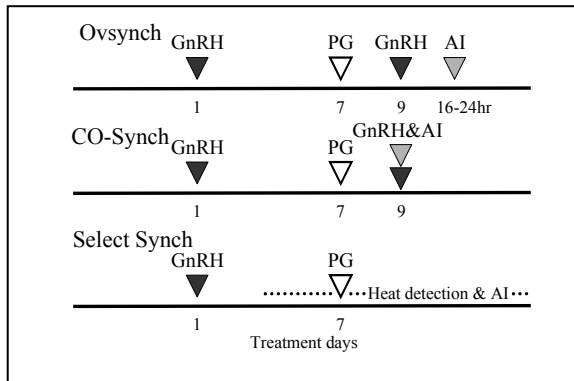 Ovsynch
GnRH PG GnRH AI
1 7 9 16-24hr
CO-Synch
GnRH PG GnRH&AI
1 7 9
Select Synch
GnRH PG
Heat detection & AI
1 7
Treatment days